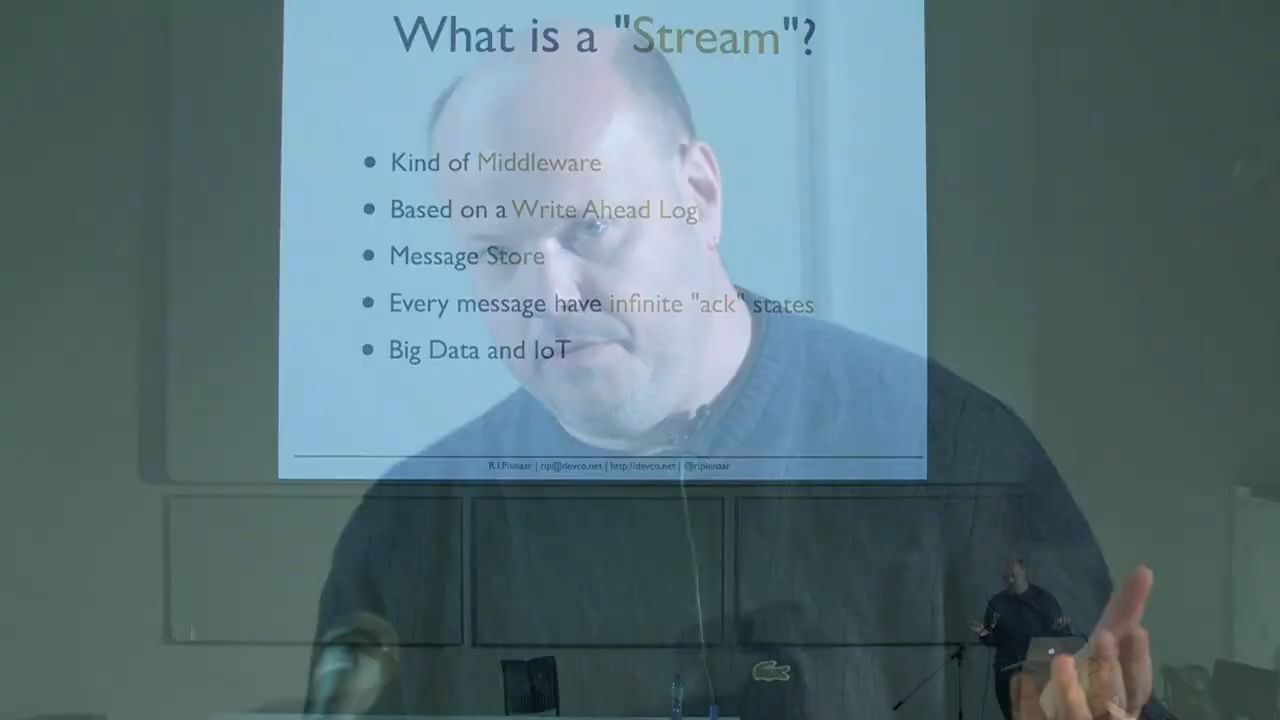 What is a "Stream"?
Kind of Middleware
Based on a Write Ahead Log
Message Store
Every message have infinite "ack" states
Big Data and IoT
R.I.Pienaar | rip@devco.net | http://devco.net | @ripienaar